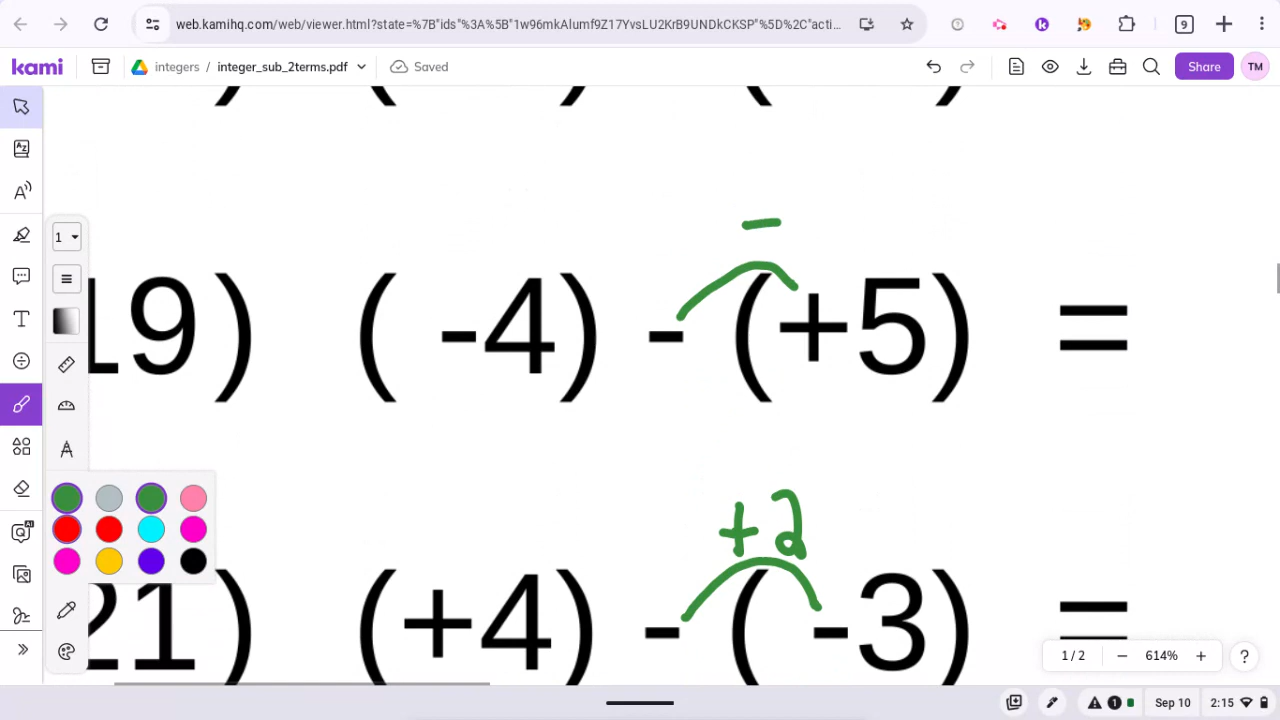 web.kamihq.com/web/viewer.html?state=%7B"ids"%3A%5B"1w96mkAlumf9Z17YvsLU2KrB9UNDkCKSP"%5D%2C"acti...
9
kami
integers / integer_sub_2terms.pdf
Saved
Share
TM
1
-
19) ( -4) - (+5) =
+2
21) (+4) - (-3) =
1 / 2
614%
?
1
Sep 10
2:15